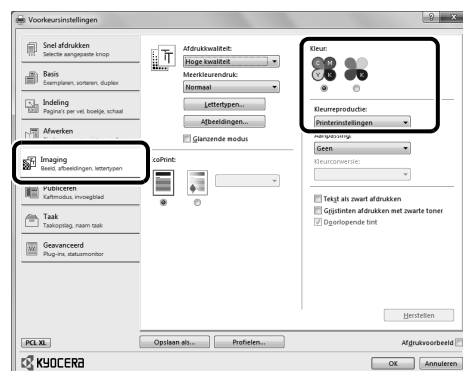 Voorkeursinstellingen
Snel afdrukken
Selectie aangepaste knop
Basis
Exemplaren, sorteren, duplex
Indeling
Pagina's per vel, boekje, schaal
Afwerken
Imaging
Beeld, afbeeldingen, lettertypen
Publiceren
Kaftmodus, invoegblad
Taak
Taakopslag, naam taak
Geavanceerd
Plug-ins, statusmonitor
Afdrukkwaliteit:
Hoge kwaliteit
Meerkleurendruk:
Normaal
Lettertypen...
Afbeeldingen...
Glanzende modus
EcoPrint:
Kleur:
C M
Y K K
Kleurreproductie:
Printerinstellingen
Aanpassing:
Geen
Kleurconversie:
Tekst als zwart afdrukken
Grijstinten afdrukken met zwarte toner
Doorlopende tint
Herstellen
PCL XL
Opslaan als...
Profielen...
Afdrukvoorbeeld
KYOCERA
OK
Annuleren